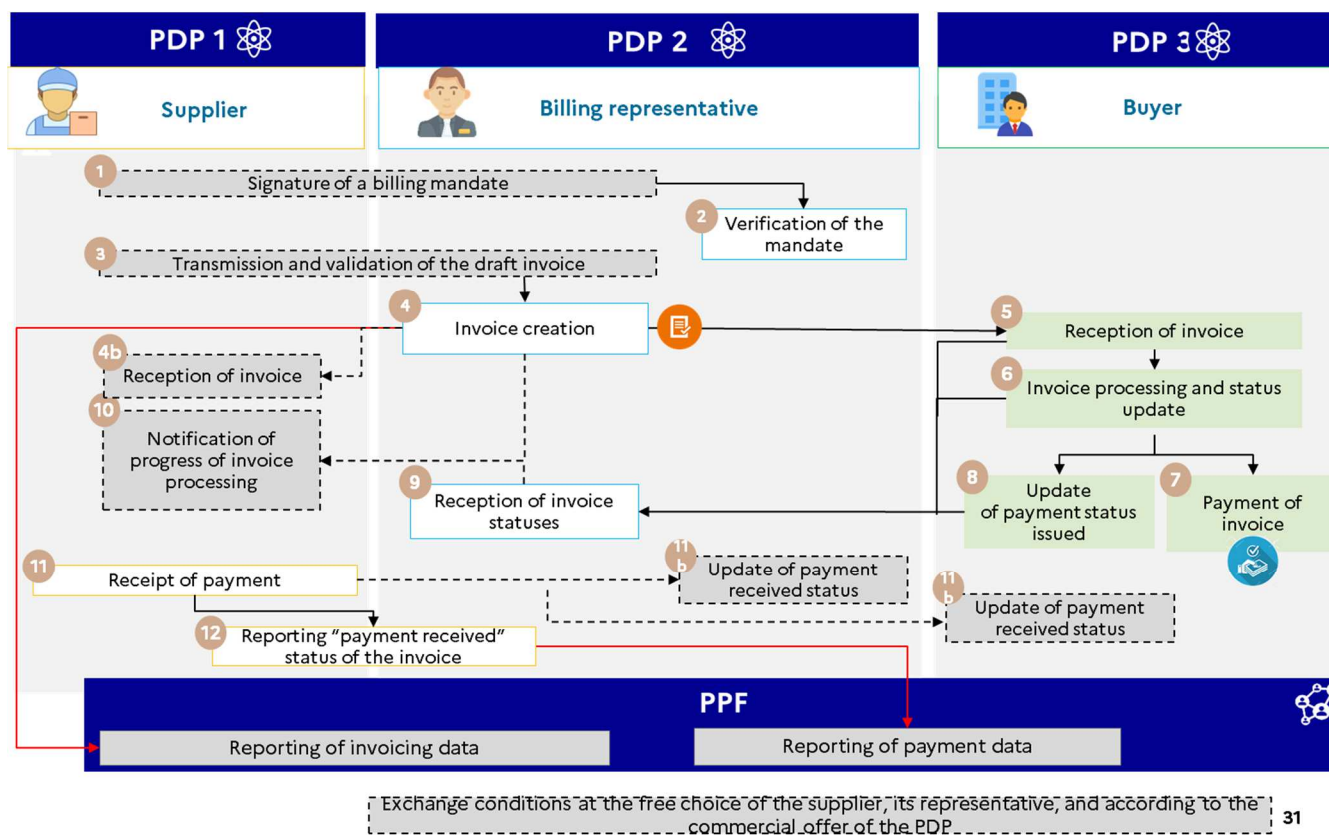 PDP 1
PDP 2
PDP 3
Supplier
Billing representative
Buyer
1
Signature of a billing mandate
2
Verification of the
mandate
3
Transmission and validation of the draft invoice
4
Invoice creation
5
Reception of invoice
4b
Reception of invoice
6
Invoice processing and status
update
10
Notification of
progress of invoice
processing
9
Reception of invoice
statuses
8
Update
of payment status
issued
7
Payment of
invoice
11
Receipt of payment
11
b
Update of payment
received status
11
b
Update of payment
received status
12
Reporting "payment received"
status of the invoice
PPF
Reporting of invoicing data
Reporting of payment data
Exchange conditions at the free choice of the supplier, its representative, and according to the
commercial offer of the PDP
31